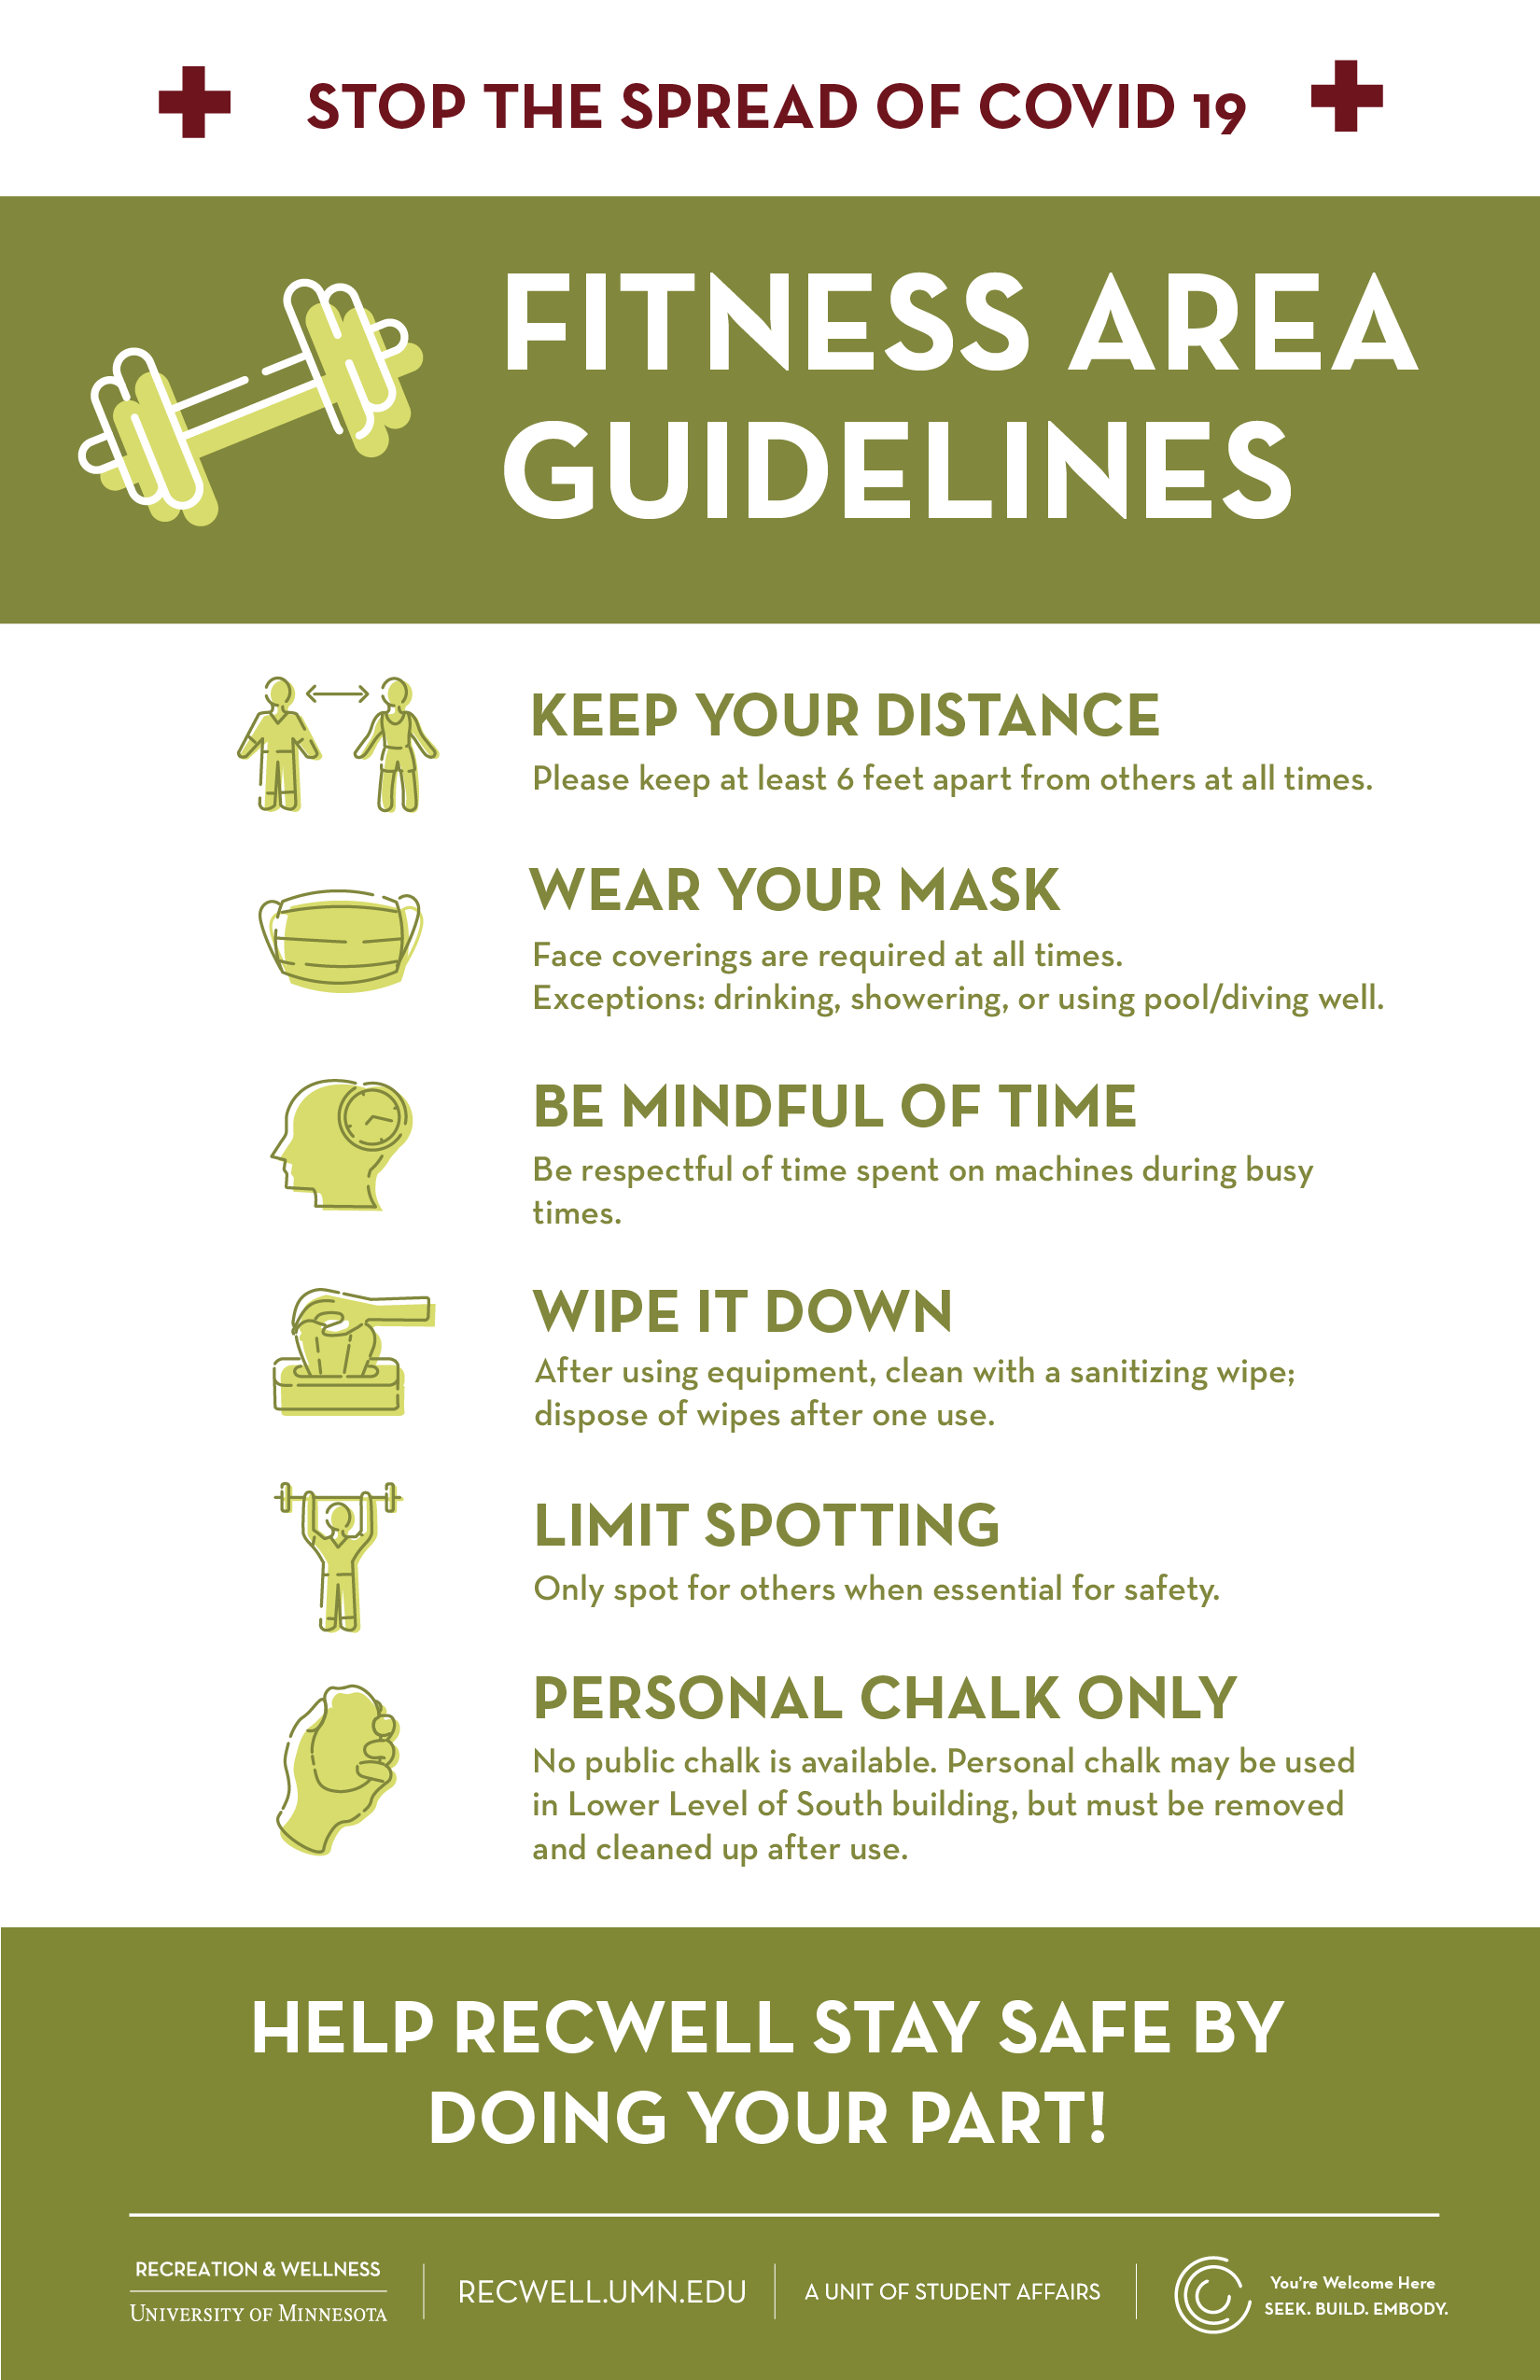 STOP THE SPREAD OF COVID 19
FITNESS AREA
GUIDELINES
KEEP YOUR DISTANCE
Please keep at least 6 feet apart from others at all times.
WEAR YOUR MASK
Face coverings are required at all times.
Exceptions: drinking, showering, or using pool/diving well.
BE MINDFUL OF TIME
Be respectful of time spent on machines during busy
times.
WIPE IT DOWN
After using equipment, clean with a sanitizing wipe;
dispose of wipes after one use.
LIMIT SPOTTING
Only spot for others when essential for safety.
PERSONAL CHALK ONLY
No public chalk is available. Personal chalk may be used
in Lower Level of South building, but must be removed
and cleaned up after use.
HELP RECWELL STAY SAFE BY
DOING YOUR PART!
RECREATION & WELLNESS
UNIVERSITY OF MINNESOTA
RECWELL.UMN.EDU
A UNIT OF STUDENT AFFAIRS
You're Welcome Here
SEEK. BUILD. EMBODY.